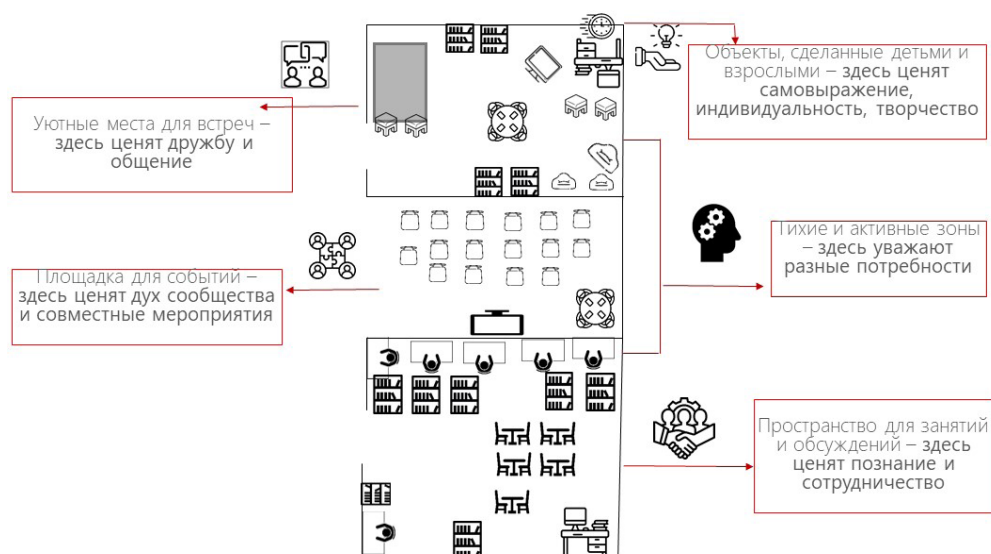 Объекты, сделанные детьми и
взрослыми – здесь ценят
самовыражение,
индивидуальность, творчество
Уютные места для встреч –
здесь ценят дружбу и
общение
Тихие и активные зоны
– здесь уважают
разные потребности
Площадка для событий –
здесь ценят дух сообщества
и совместные мероприятия
Пространство для занятий
и обсуждений – здесь
ценят познание и
сотрудничество